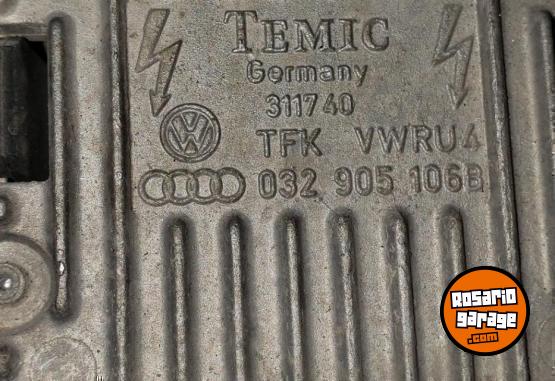 TEMIC
Germany
311740
TFK VWRU4
032 905 106B
Rosario
garage
.com